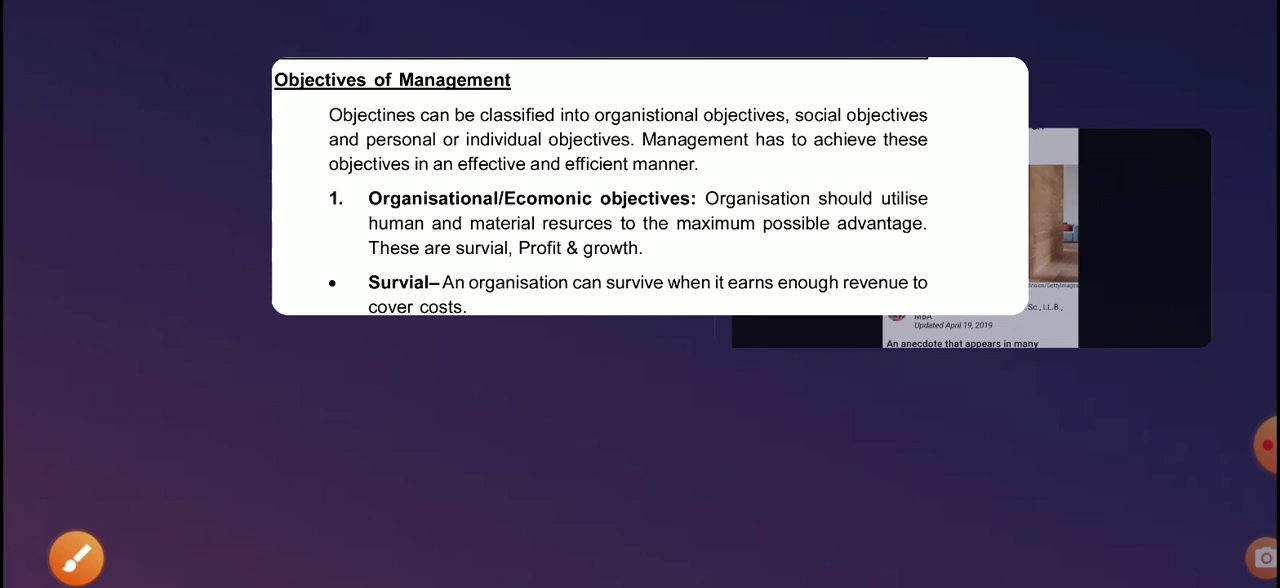 Objectives of Management
Objectines can be classified into organistional objectives, social objectives
and personal or individual objectives. Management has to achieve these
objectives in an effective and efficient manner.
1. Organisational/Ecomonic objectives: Organisation should utilise
human and material resurces to the maximum possible advantage.
These are survial, Profit & growth.
• Survial– An organisation can survive when it earns enough revenue to
cover costs.
Sc., LL.B.,
MBA
Updated April 19, 2019
An anecdote that appears in many